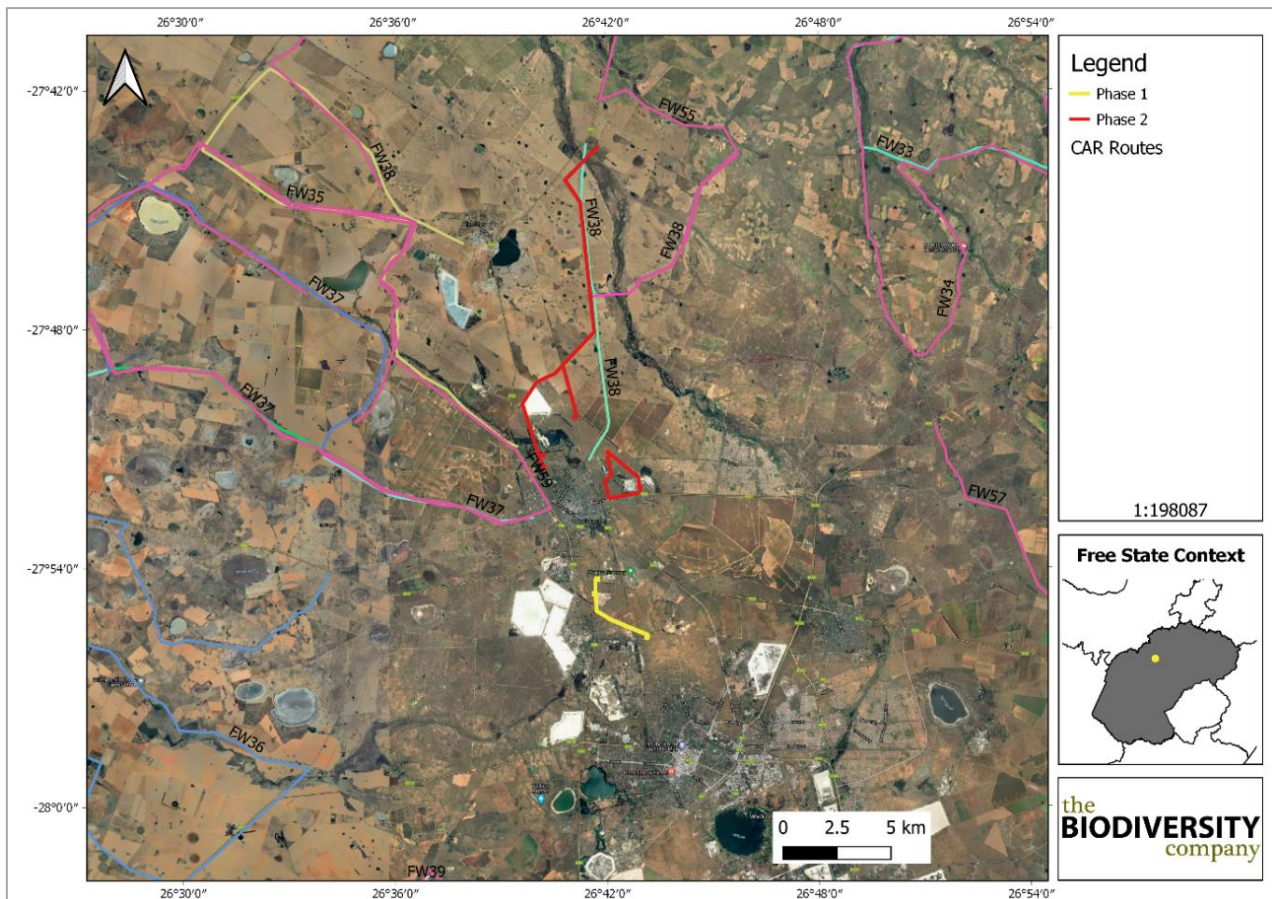 26°30'0"
26°36'0"
26°42'0"
26°48'0"
26°54'0"
-27°42'0"
-27°48'0"
-27°54'0"
-28°0'0"
FW55
FW33
FW38
FW35
FW38
FW38
FW34
FW37
FW38
FW37
FW59
FW37
FW57
FW36
FW39
0 2.5 5 km
26°30'0"
26°36'0"
26°42'0"
26°48'0"
26°54'0"
Legend
Phase 1
Phase 2
CAR Routes
1:198087
Free State Context
the
BIODIVERSITY
company